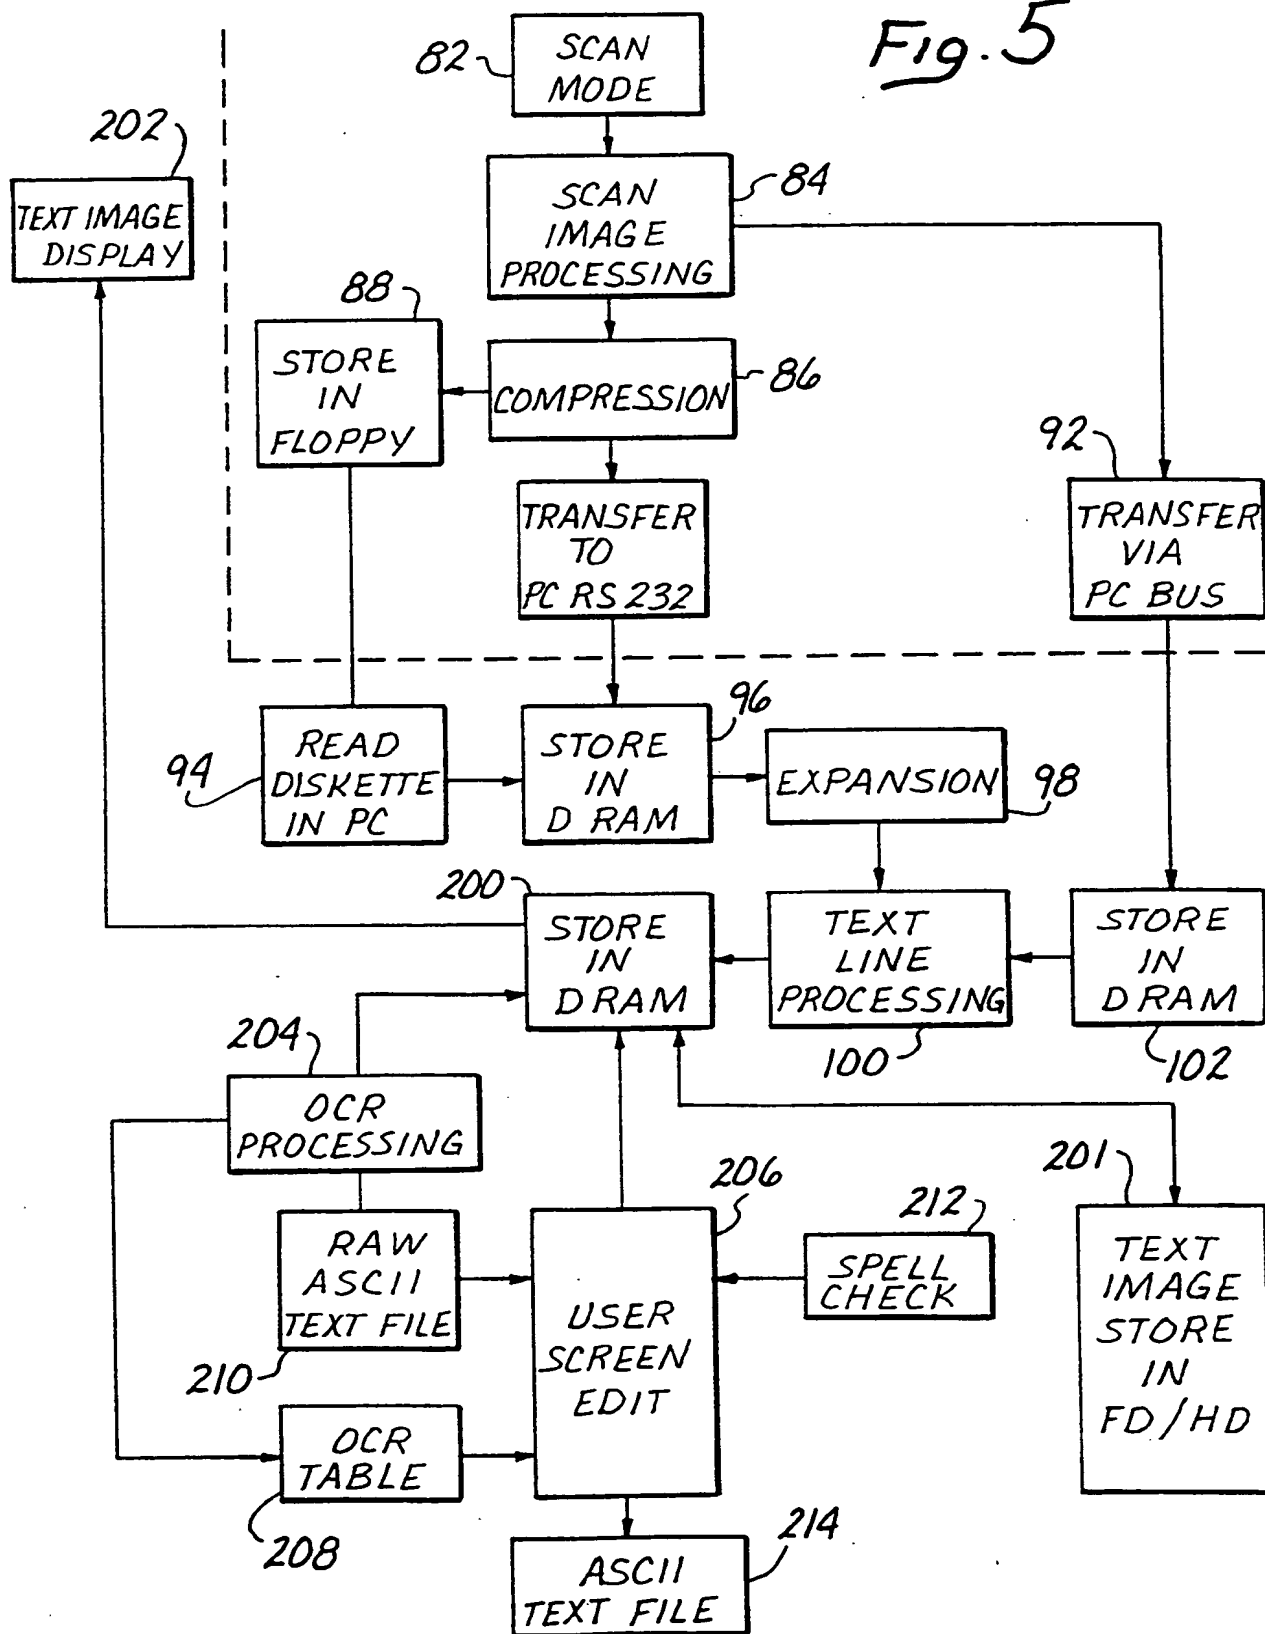 Fig. 5
82
SCAN
MODE
202
TEXT IMAGE
DISPLAY
84
SCAN
IMAGE
PROCESSING
88
STORE
IN
FLOPPY
86
COMPRESSION
92
TRANSFER
VIA
PC BUS
TRANSFER
TO
PC RS 232
94
READ
DISKETTE
IN PC
96
STORE
IN
D RAM
98
EXPANSION
200
STORE
IN
DRAM
TEXT
LINE
PROCESSING
100
STORE
IN
DRAM
102
204
OCR
PROCESSING
201
TEXT
IMAGE
STORE
IN
FD/HD
206
USER
SCREEN
EDIT
212
SPELL
CHECK
RAW
ASCII
TEXT FILE
210
OCR
TABLE
208
214
ASCII
TEXT FILE